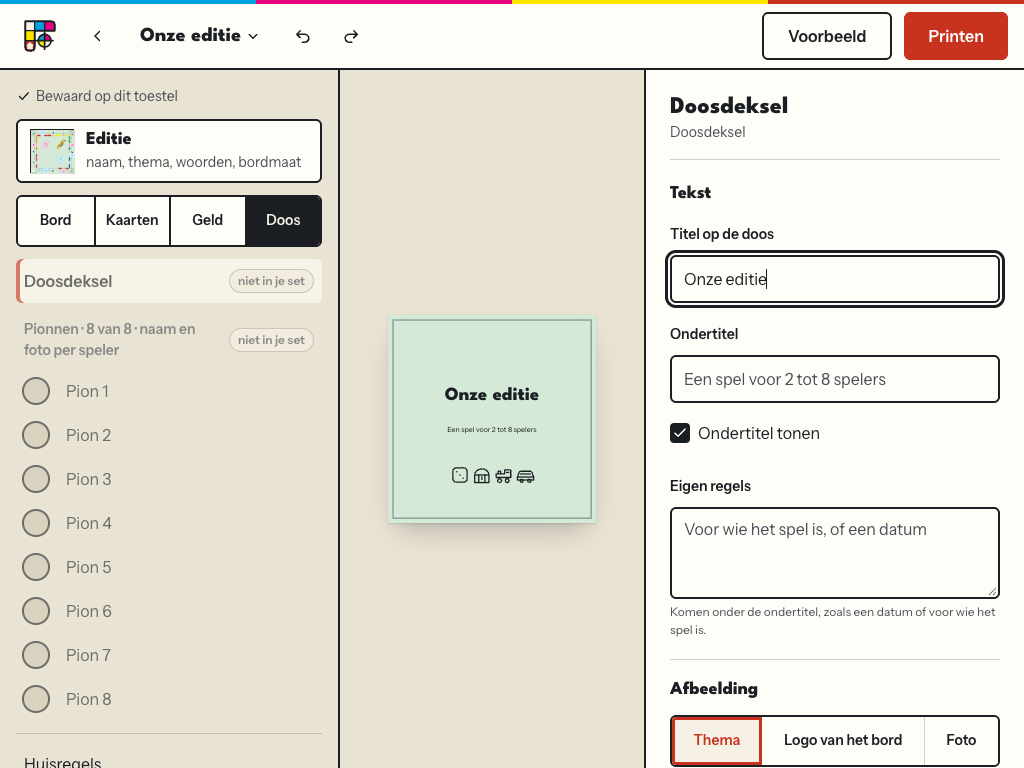 Onze editie
Voorbeeld
Printen
Bewaard op dit toestel
Editie
naam, thema, woorden, bordmaat
Bord
Kaarten
Geld
Doos
Doosdeksel
niet in je set
Pionnen · 8 van 8 · naam en
foto per speler
niet in je set
Pion 1
Pion 2
Pion 3
Pion 4
Pion 5
Pion 6
Pion 7
Pion 8
Huisregels
Onze editie
Een spel voor 2 tot 8 spelers
Doosdeksel
Doosdeksel
Tekst
Titel op de doos
Onze editie
Ondertitel
Een spel voor 2 tot 8 spelers
Ondertitel tonen
Eigen regels
Voor wie het spel is, of een datum
Komen onder de ondertitel, zoals een datum of voor wie het
spel is.
Afbeelding
Thema
Logo van het bord
Foto